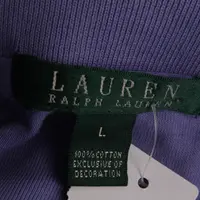 LAUREN
RALPH LAUREN
L
100% COTTON
EXCLUSIVE OF
DECORATION